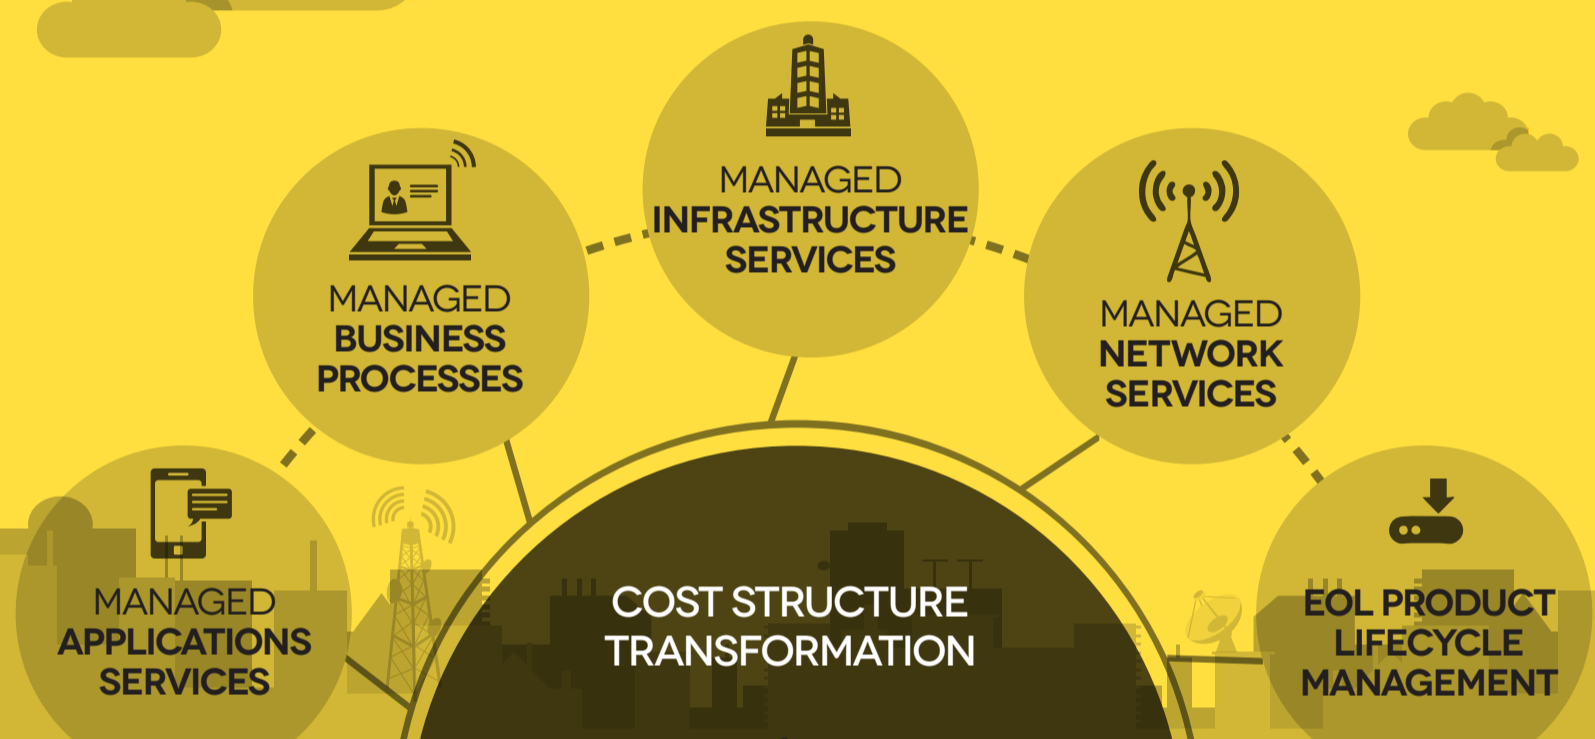 MANAGED
INFRASTRUCTURE
SERVICES
MANAGED
BUSINESS
PROCESSES
MANAGED
NETWORK
SERVICES
MANAGED
APPLICATIONS
SERVICES
COST STRUCTURE
TRANSFORMATION
EOL PRODUCT
LIFECYCLE
MANAGEMENT